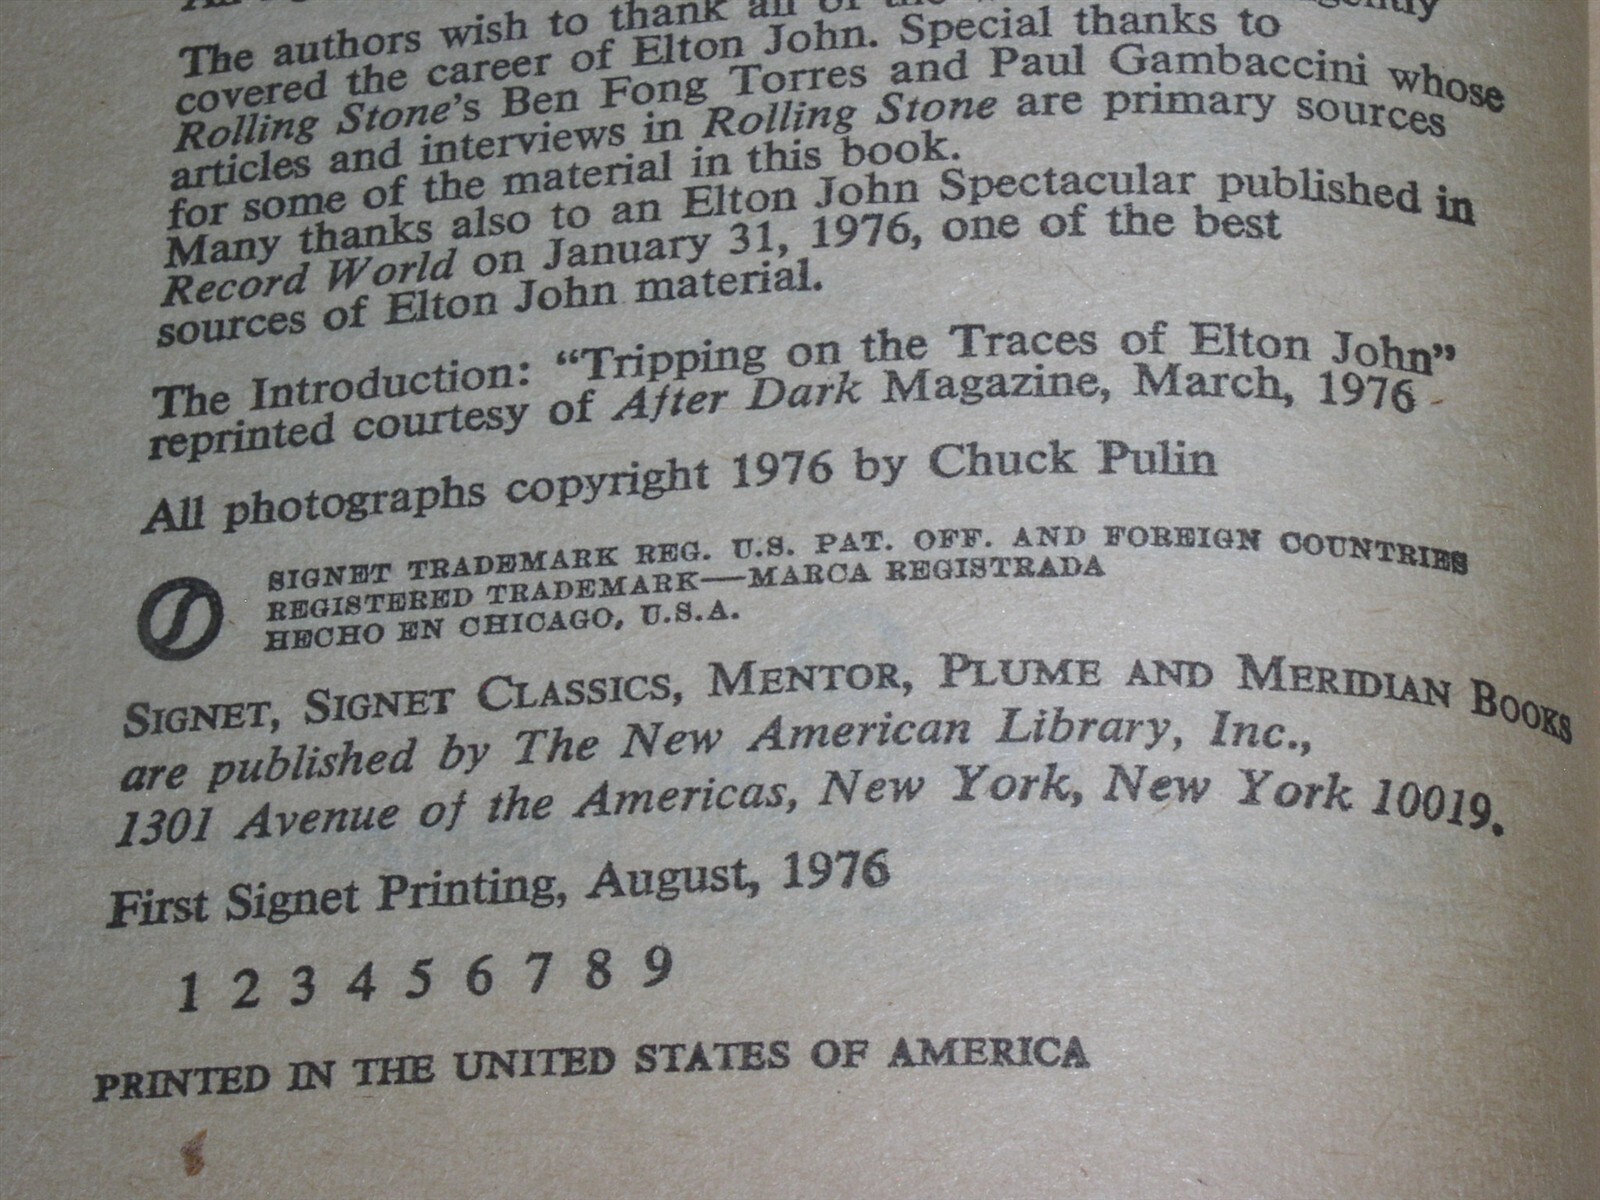 The authors wish to thank all of the
covered the career of Elton John. Special thanks to
Rolling Stone's Ben Fong Torres and Paul Gambaccini whose
articles and interviews in Rolling Stone are primary sources
for some of the material in this book.
Many thanks also to an Elton John Spectacular published in
Record World on January 31, 1976, one of the best
sources of Elton John material.
The Introduction: “Tripping on the Traces of Elton John”
reprinted courtesy of After Dark Magazine, March, 1976
All photographs copyright 1976 by Chuck Pulin
SIGNET TRADEMARK REG. U.S. PAT. OFF. AND FOREIGN COUNTRIES
REGISTERED TRADEMARK—MARCA REGISTRADA
HECHO EN CHICAGO, U.S.A.
SIGNET, SIGNET CLASSICS, MENTOR, PLUME AND MERIDIAN BOOKS
are published by The New American Library, Inc.,
1301 Avenue of the Americas, New York, New York 10019.
First Signet Printing, August, 1976
1 2 3 4 5 6 7 8 9
PRINTED IN THE UNITED STATES OF AMERICA